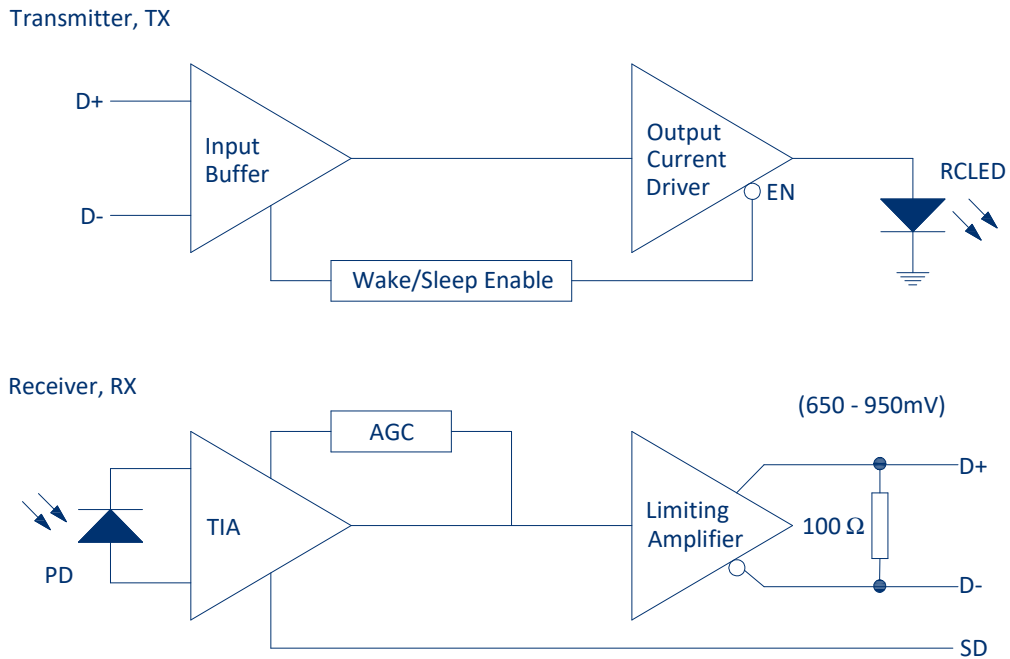 Transmitter, TX
D+
D-
Input
Buffer
Output
Current
Driver
EN
RCLED
Wake/Sleep Enable
Receiver, RX
(650 - 950mV)
AGC
PD
TIA
Limiting
Amplifier
100 Ω
D+
D-
SD